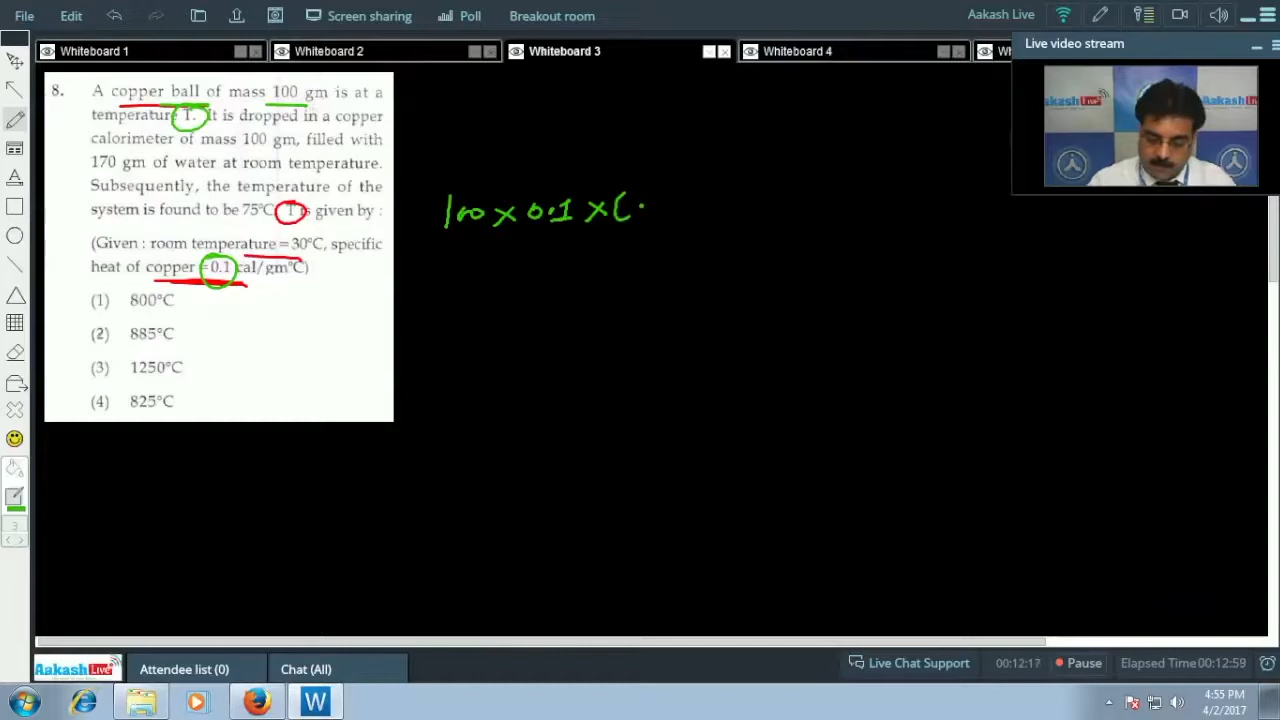 File Edit Screen sharing Poll Breakout room Aakash Live
Whiteboard 1 Whiteboard 2 Whiteboard 3 Whiteboard 4 Wh
Live video stream
8. A copper ball of mass 100 gm is at a
temperature T. It is dropped in a copper
calorimeter of mass 100 gm, filled with
170 gm of water at room temperature.
Subsequently, the temperature of the
system is found to be 75°C. T is given by :
(Given : room temperature = 30°C, specific
heat of copper = 0.1 cal/gm°C)
(1) 800°C
(2) 885°C
(3) 1250°C
(4) 825°C
100 x 0.1 x (
3
Aakash Live Attendee list (0) Chat (All) Live Chat Support 00:12:17 Pause Elapsed Time 00:12:59
4:55 PM
4/2/2017